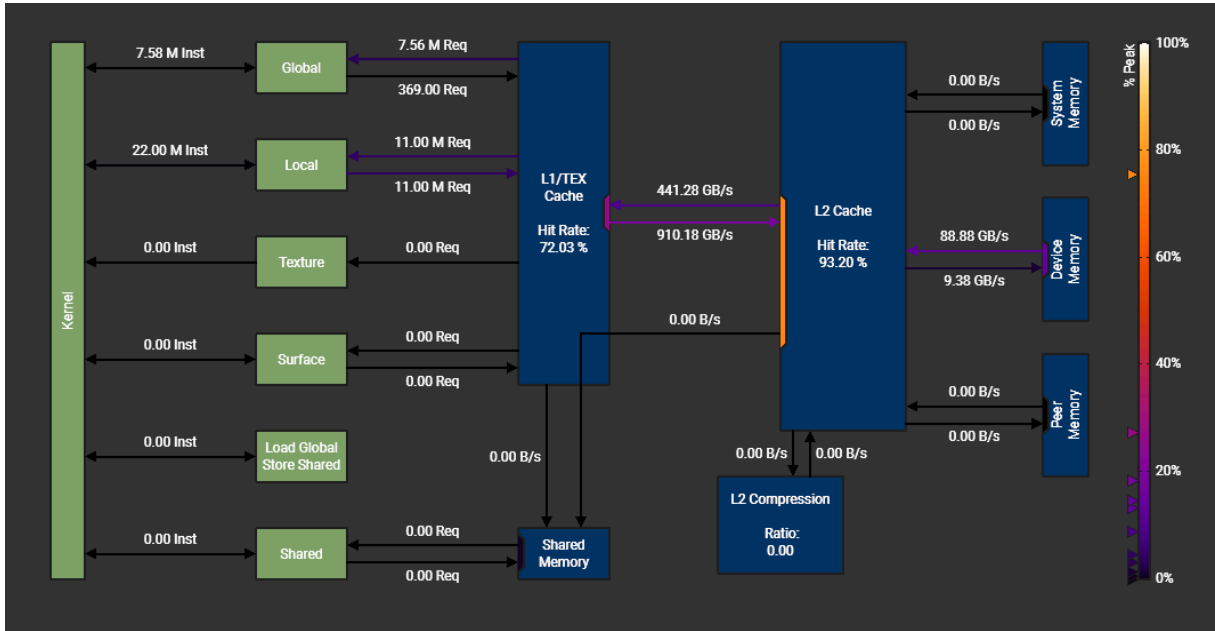 Kernel
7.58 M Inst
Global
7.56 M Req
369.00 Req
22.00 M Inst
Local
11.00 M Req
11.00 M Req
0.00 Inst
Texture
0.00 Req
0.00 Inst
Surface
0.00 Req
0.00 Req
0.00 Inst
Load Global
Store Shared
0.00 Inst
Shared
0.00 Req
0.00 Req
L1/TEX
Cache
Hit Rate:
72.03 %
0.00 B/s
Shared
Memory
441.28 GB/s
910.18 GB/s
0.00 B/s
L2 Cache
Hit Rate:
93.20 %
0.00 B/s
0.00 B/s
L2 Compression
Ratio:
0.00
0.00 B/s
0.00 B/s
System
Memory
88.88 GB/s
9.38 GB/s
Device
Memory
0.00 B/s
0.00 B/s
Peer
Memory
% Peak
100%
80%
60%
40%
20%
0%